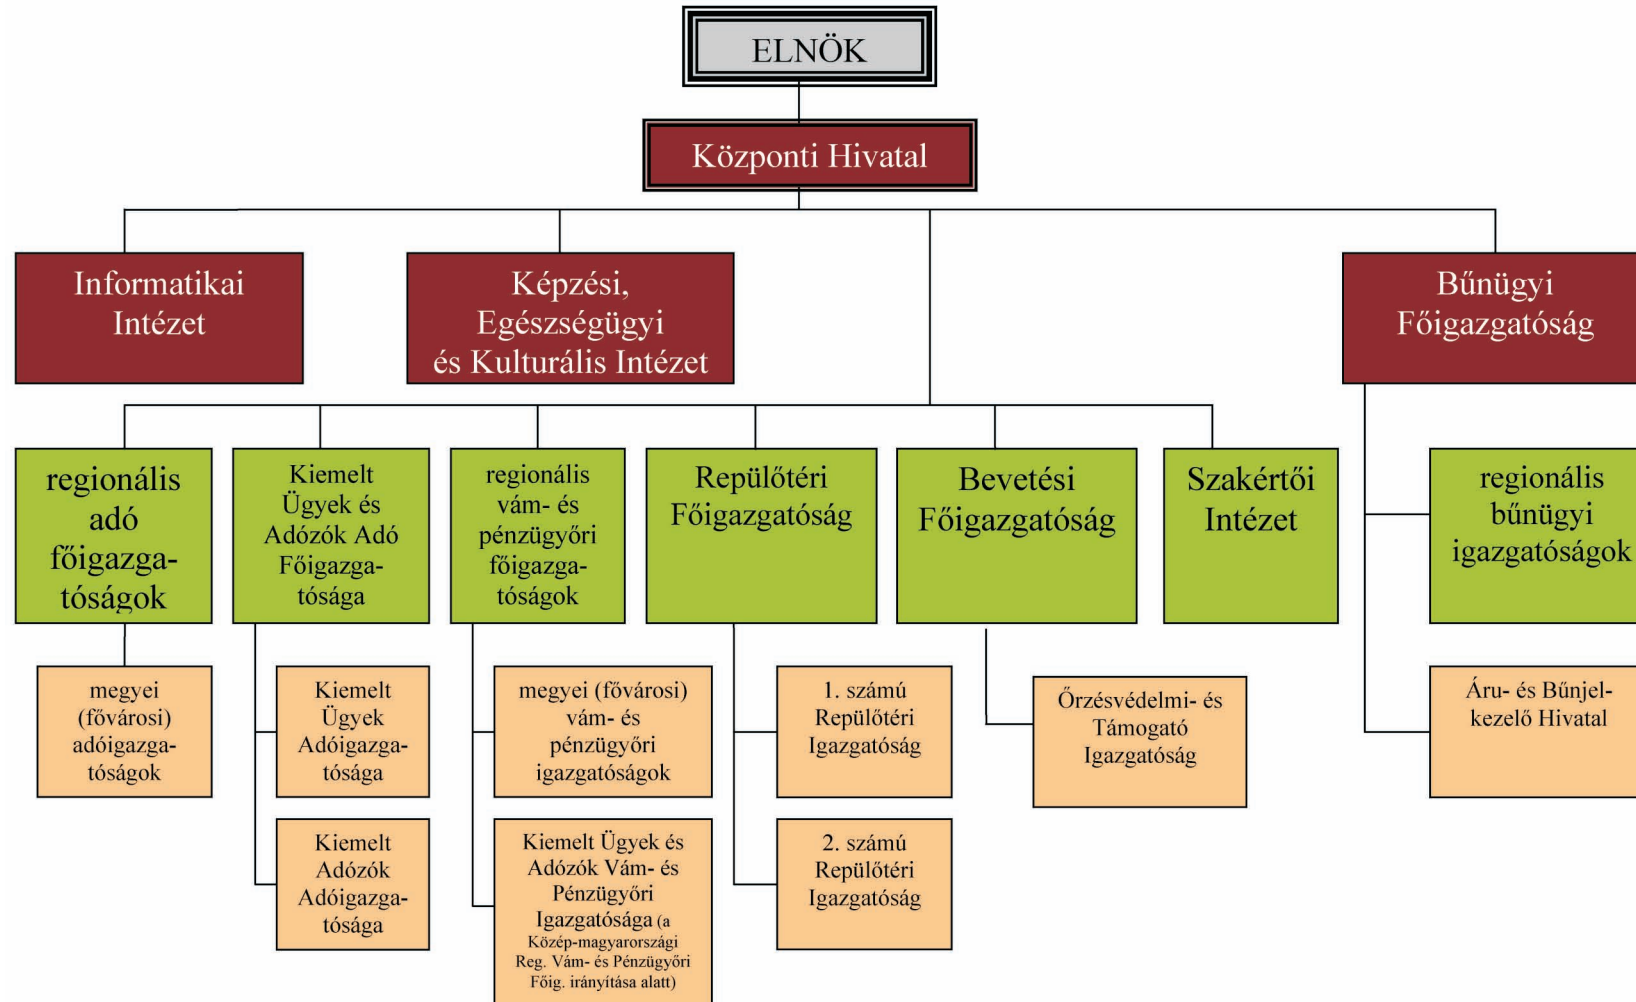 ELNÖK
Központi Hivatal
Informatikai
Intézet
Képzési,
Egészségügyi
és Kulturális Intézet
Bűnügyi
Főigazgatóság
regionális
adó
főigazga-
tóságok
Kiemelt
Ügyek és
Adózók Adó
Főigazga-
tósága
regionális
vám- és
pénzügyőri
főigazga-
tóságok
Repülőtéri
Főigazgatóság
Bevetési
Főigazgatóság
Szakértői
Intézet
regionális
bűnügyi
igazgatóságok
megyei
(fővárosi)
adóigazga-
tóságok
Kiemelt
Ügyek
Adóigazga-
tósága
megyei (fővárosi)
vám- és
pénzügyőri
igazgatóságok
1. számú
Repülőtéri
Igazgatóság
Őrzésvédelmi- és
Támogató
Igazgatóság
Áru- és Bűnjel-
kezelő Hivatal
Kiemelt
Adózók
Adóigazga-
tósága
Kiemelt Ügyek és
Adózók Vám- és
Pénzügyőri
Igazgatósága (a
Közép-magyarországi
Reg. Vám- és Pénzügyőri
Főig. irányítása alatt)
2. számú
Repülőtéri
Igazgatóság